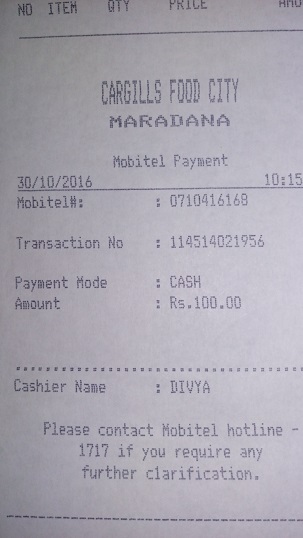 NO ITEM QTY PRICE
CARGILLS FOOD CITY
MARADANA
Mobitel Payment
30/10/2016 10:15
Mobitel#: : 0710416168
Transaction No : 114514021956
Payment Mode : CASH
Amount : Rs.100.00
Cashier Name : DIVYA
Please contact Mobitel hotline -
1717 if you require any
further clarification.